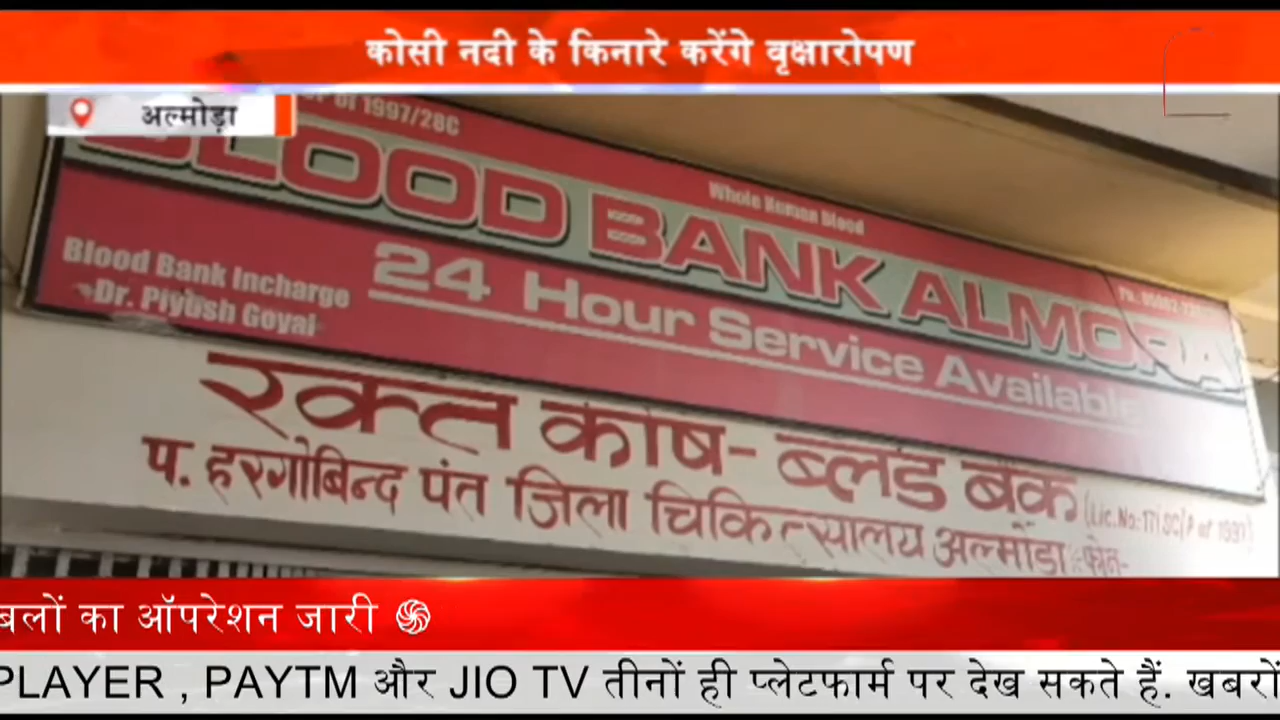 कोसी नदी के किनारे करेंगे वृक्षारोपण
अल्मोड़ा
of 1997/28C
Whole Human Blood
BLOOD BANK ALMORA
Blood Bank Incharge
Dr. Piyush Goyal
24 Hour Service Available
रक्त कोष- ब्लड बैंक
प. हरगोबिन्द पंत जिला चिकित्सालय अल्मोडा फोन-
बलों का ऑपरेशन जारी
PLAYER , PAYTM और JIO TV तीनों ही प्लेटफार्म पर देख सकते हैं. खबरों